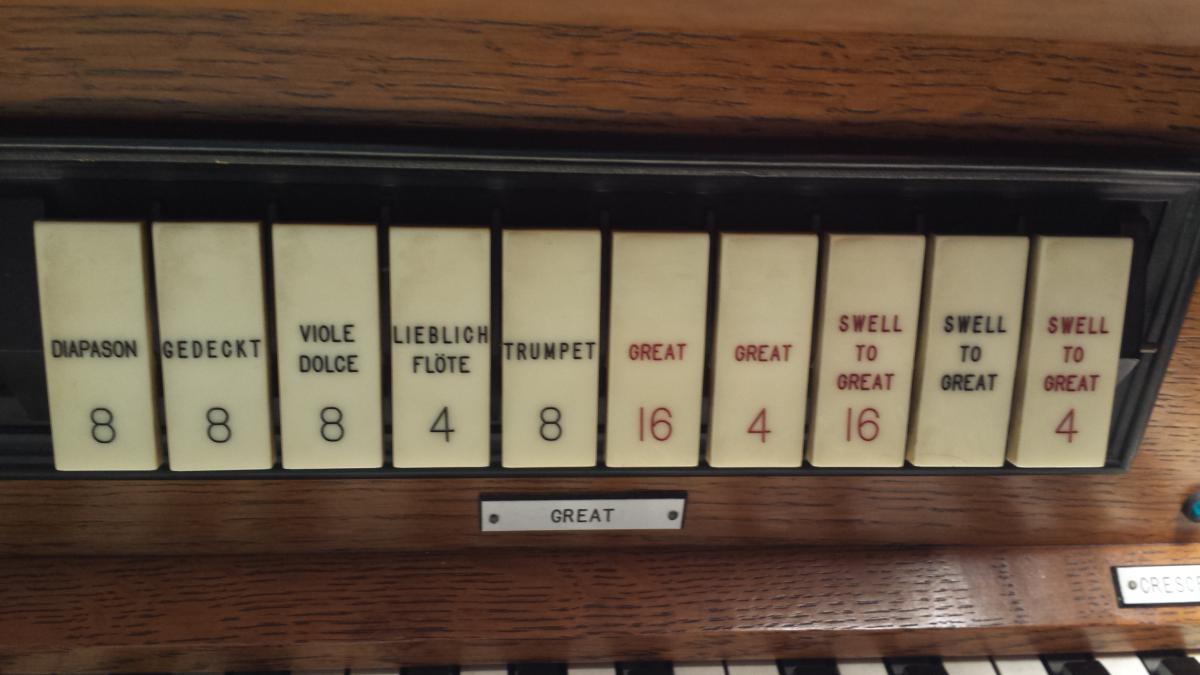 DIAPASON
8
GEDECKT
8
VIOLE
DOLCE
8
LIEBLICH
FLÖTE
4
TRUMPET
8
GREAT
16
GREAT
4
SWELL
TO
GREAT
16
SWELL
TO
GREAT
SWELL
TO
GREAT
4
GREAT